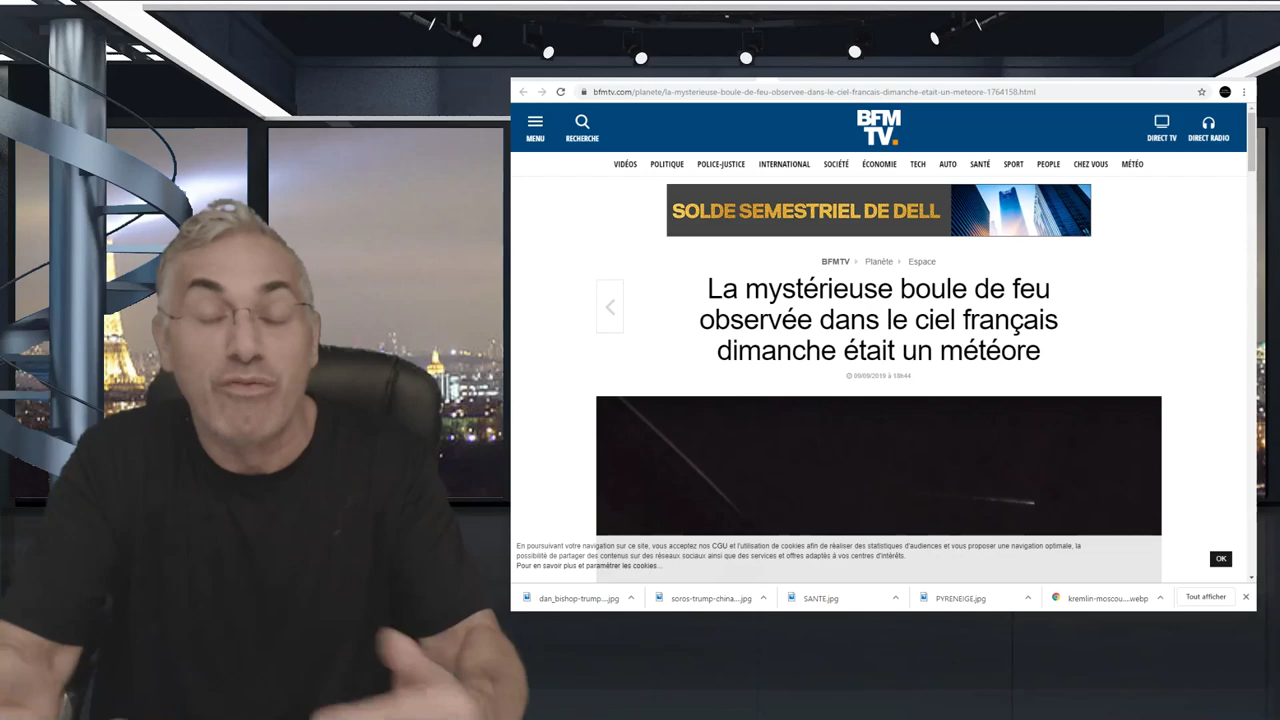 bfmtv.com/planete/la-mysterieuse-boule-de-feu-observee-dans-le-ciel-francais-dimanche-etait-un-meteore-1764158.html
MENU
RECHERCHE
BFM
TV.
DIRECT TV
DIRECT RADIO
VIDÉOS POLITIQUE POLICE-JUSTICE INTERNATIONAL SOCIÉTÉ ÉCONOMIE TECH AUTO SANTÉ SPORT PEOPLE CHEZ VOUS MÉTÉO
SOLDE SEMESTRIEL DE DELL
BFMTV > Planète > Espace
La mystérieuse boule de feu
observée dans le ciel français
dimanche était un météore
09/09/2019 à 18h44
En poursuivant votre navigation sur ce site, vous acceptez nos CGU et l'utilisation de cookies afin de réaliser des statistiques d'audiences et vous proposer une navigation optimale, la
possibilité de partager des contenus sur des réseaux sociaux ainsi que des services et offres adaptés à vos centres d'intérêts.
Pour en savoir plus et paramétrer les cookies...
OK
dan_bishop-trump....jpg soros-trump-china....jpg SANTE.jpg PYRENEIGE.jpg kremlin-moscou....webp Tout afficher